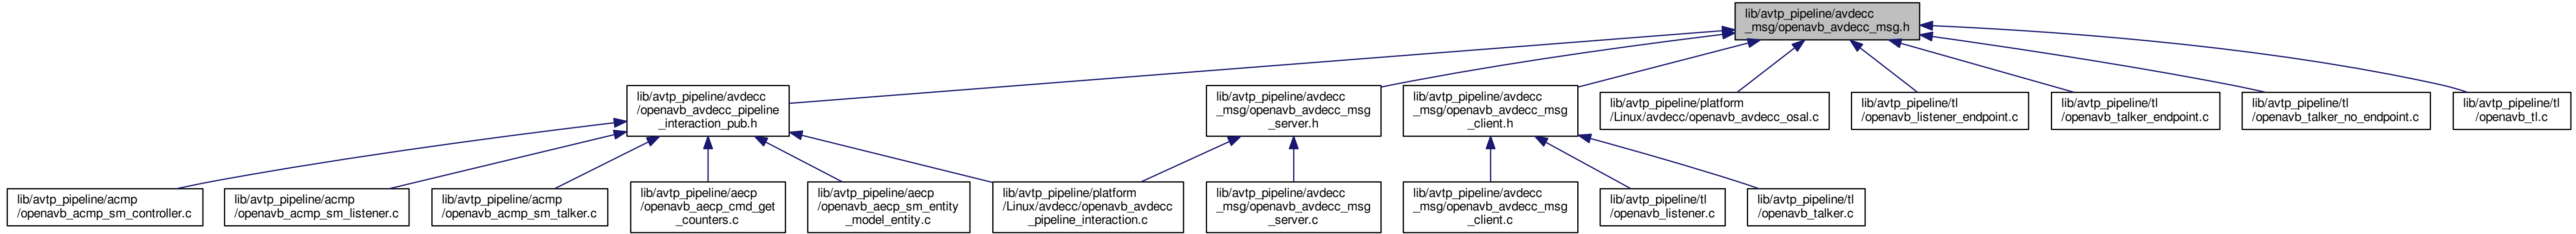 lib/avtp_pipeline/avdecc
_msg/openavb_avdecc_msg.h
lib/avtp_pipeline/avdecc
/openavb_avdecc_pipeline
_interaction_pub.h
lib/avtp_pipeline/avdecc
_msg/openavb_avdecc_msg
_server.h
lib/avtp_pipeline/avdecc
_msg/openavb_avdecc_msg
_client.h
lib/avtp_pipeline/platform
/Linux/avdecc/openavb_avdecc_osal.c
lib/avtp_pipeline/tl
/openavb_listener_endpoint.c
lib/avtp_pipeline/tl
/openavb_talker_endpoint.c
lib/avtp_pipeline/tl
/openavb_talker_no_endpoint.c
lib/avtp_pipeline/tl
/openavb_tl.c
lib/avtp_pipeline/acmp
/openavb_acmp_sm_controller.c
lib/avtp_pipeline/acmp
/openavb_acmp_sm_listener.c
lib/avtp_pipeline/acmp
/openavb_acmp_sm_talker.c
lib/avtp_pipeline/aecp
/openavb_aecp_cmd_get
_counters.c
lib/avtp_pipeline/aecp
/openavb_aecp_sm_entity
_model_entity.c
lib/avtp_pipeline/platform
/Linux/avdecc/openavb_avdecc
_pipeline_interaction.c
lib/avtp_pipeline/avdecc
_msg/openavb_avdecc_msg
_server.c
lib/avtp_pipeline/avdecc
_msg/openavb_avdecc_msg
_client.c
lib/avtp_pipeline/tl
/openavb_listener.c
lib/avtp_pipeline/tl
/openavb_talker.c